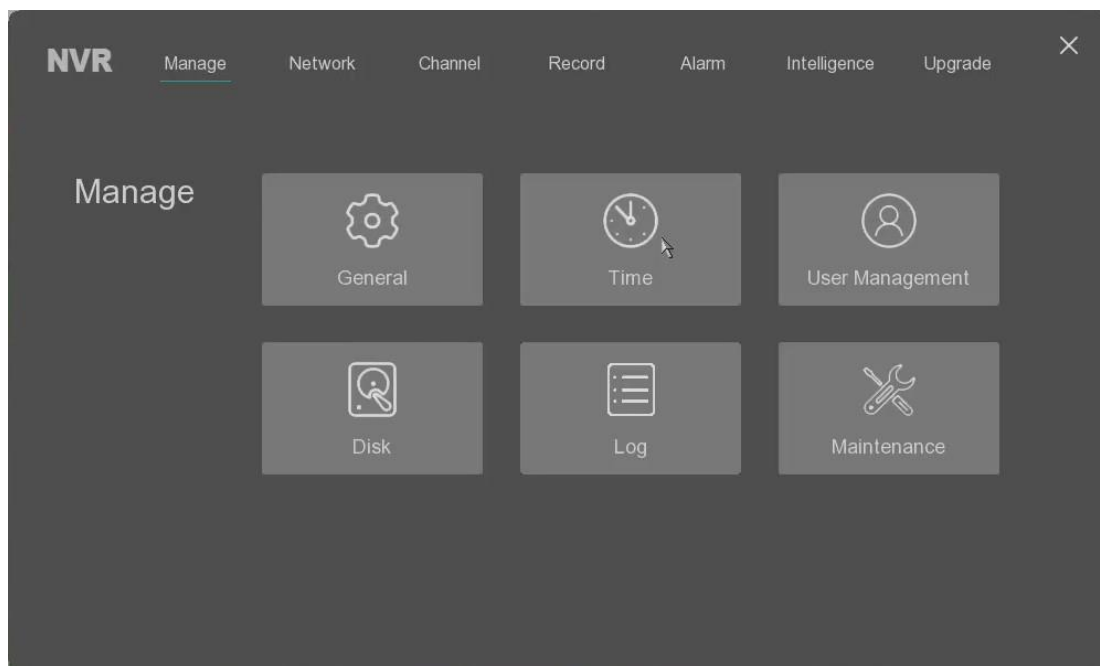 NVR Manage Network Channel Record Alarm Intelligence Upgrade
Manage
General Time User Management
Disk Log Maintenance